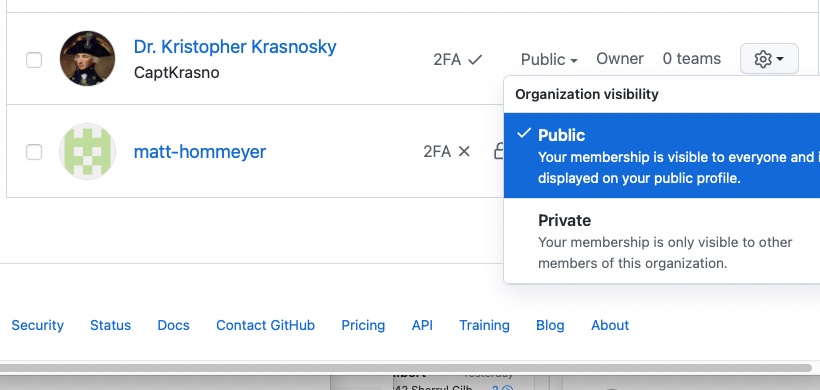 Dr. Kristopher Krasnosky
CaptKrasno
2FA
Public
Owner
0 teams
Organization visibility
Public
Your membership is visible to everyone and
displayed on your public profile.
matt-hommeyer
2FA
Private
Your membership is only visible to other
members of this organization.
Security Status Docs Contact GitHub Pricing API Training Blog About
Yesterday